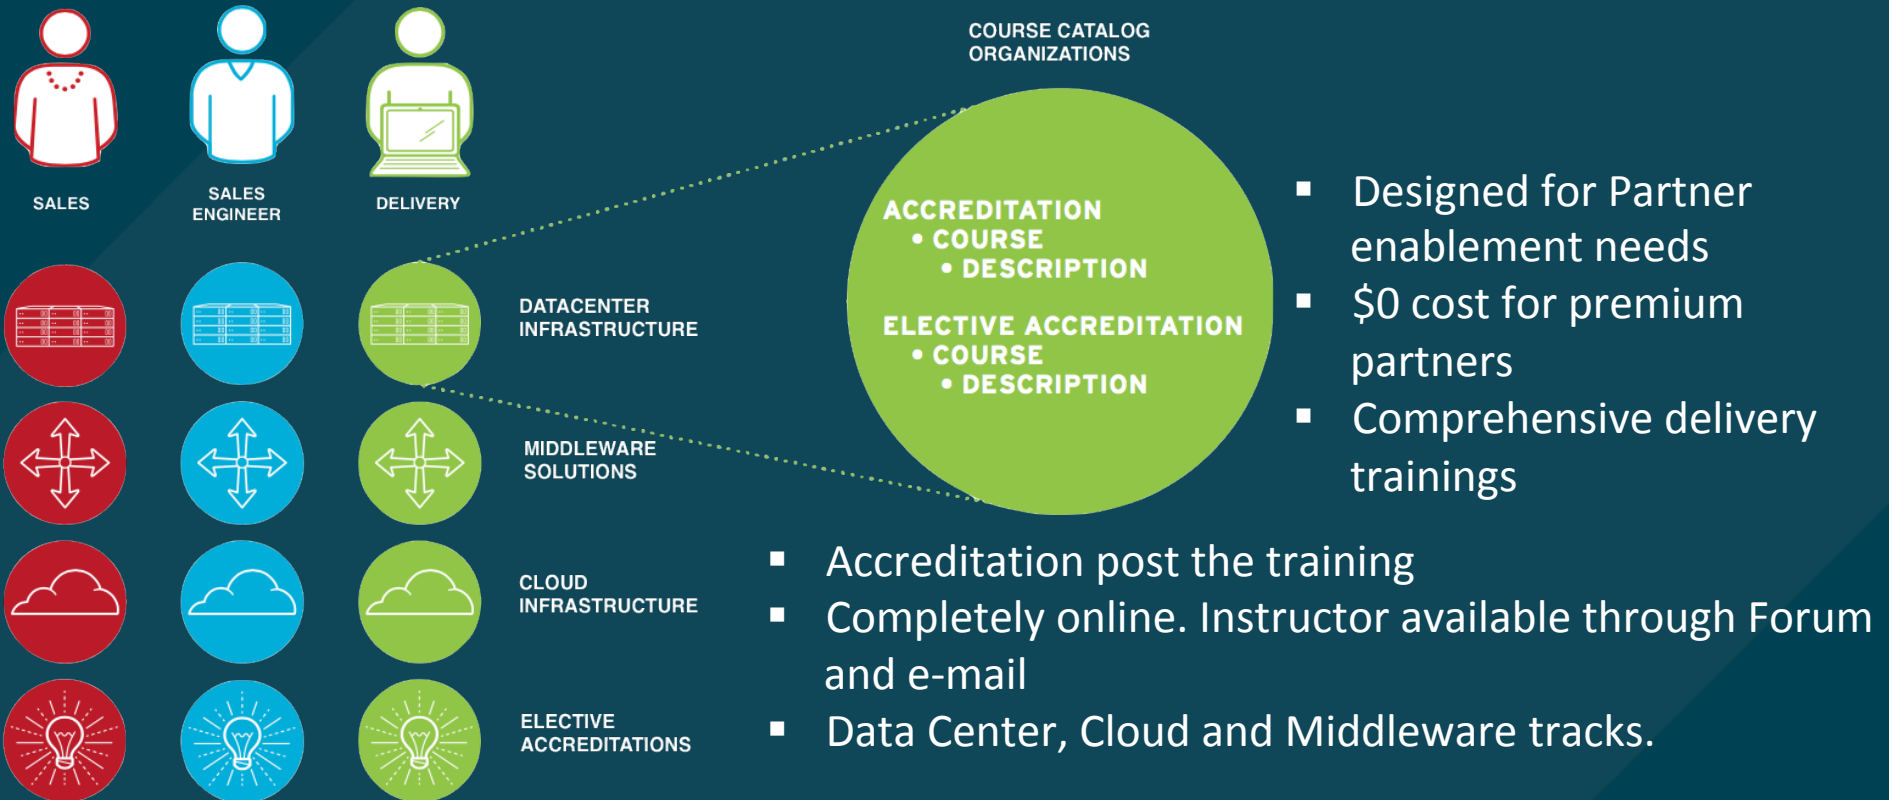 COURSE CATALOG
ORGANIZATIONS
SALES
SALES
ENGINEER
DELIVERY
DATACENTER
INFRASTRUCTURE
MIDDLEWARE
SOLUTIONS
CLOUD
INFRASTRUCTURE
ELECTIVE
ACCREDITATIONS
ACCREDITATION
• COURSE
• DESCRIPTION
ELECTIVE ACCREDITATION
• COURSE
• DESCRIPTION
▪ Designed for Partner
enablement needs
▪ $0 cost for premium
partners
▪ Comprehensive delivery
trainings
▪ Accreditation post the training
▪ Completely online. Instructor available through Forum
and e-mail
▪ Data Center, Cloud and Middleware tracks.